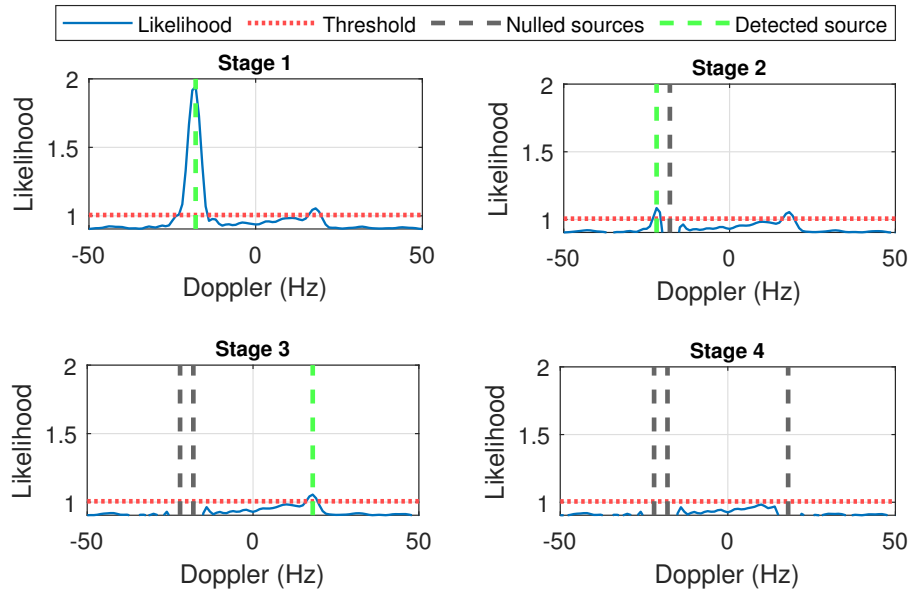 Likelihood Threshold Nulled sources Detected source
Stage 1
2
1.5
1
Likelihood
-50 0 50
Doppler (Hz)
Stage 2
2
1.5
1
Likelihood
-50 0 50
Doppler (Hz)
Stage 3
2
1.5
1
Likelihood
-50 0 50
Doppler (Hz)
Stage 4
2
1.5
1
Likelihood
-50 0 50
Doppler (Hz)